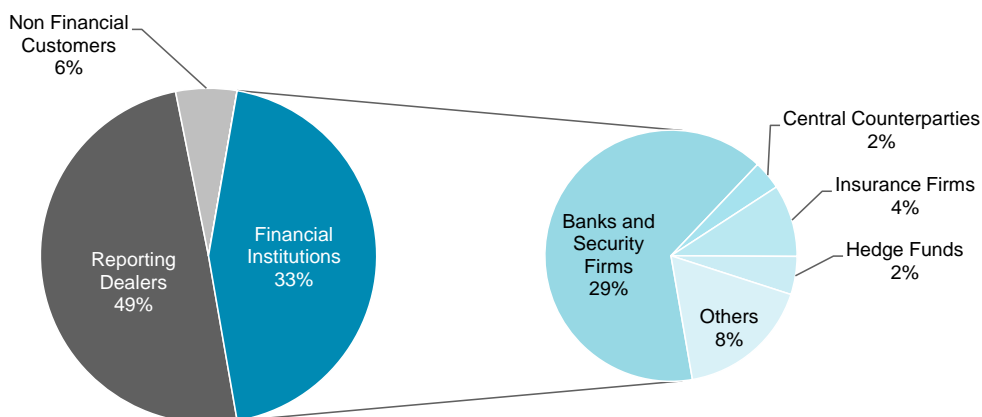 Non Financial
Customers
6%
Reporting
Dealers
49%
Financial
Institutions
33%
Banks and
Security
Firms
29%
Central Counterparties
2%
Insurance Firms
4%
Hedge Funds
2%
Others
8%